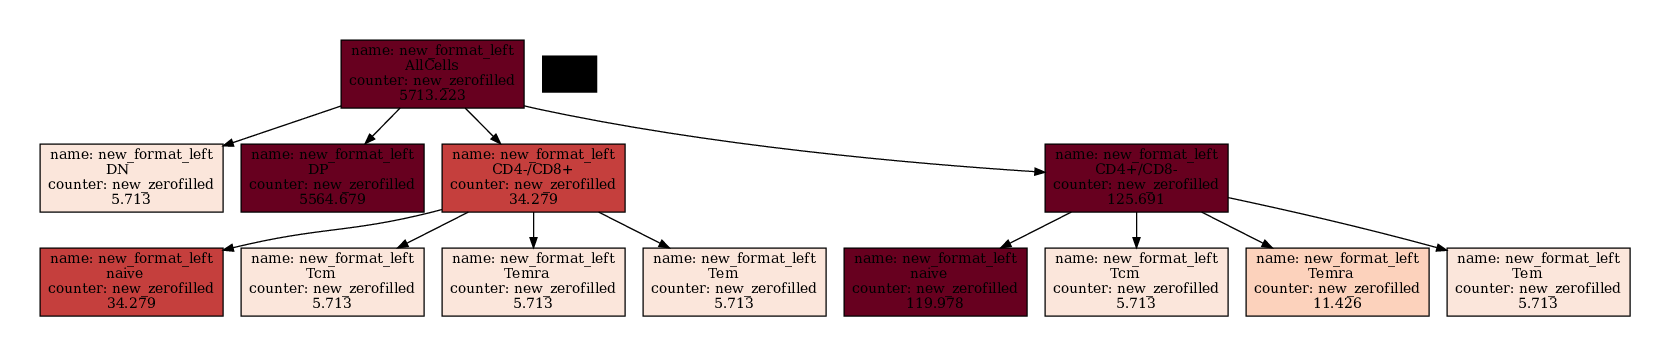 name: new_format_left
AllCells
counter: new_zerofilled
5713.223
name: new_format_left
DN
counter: new_zerofilled
5.713
name: new_format_left
DP
counter: new_zerofilled
5564.679
name: new_format_left
CD4-/CD8+
counter: new_zerofilled
34.279
name: new_format_left
CD4+/CD8-
counter: new_zerofilled
125.691
name: new_format_left
naive
counter: new_zerofilled
34.279
name: new_format_left
Tcm
counter: new_zerofilled
5.713
name: new_format_left
Temra
counter: new_zerofilled
5.713
name: new_format_left
Tem
counter: new_zerofilled
5.713
name: new_format_left
naive
counter: new_zerofilled
119.978
name: new_format_left
Tcm
counter: new_zerofilled
5.713
name: new_format_left
Temra
counter: new_zerofilled
11.426
name: new_format_left
Tem
counter: new_zerofilled
5.713